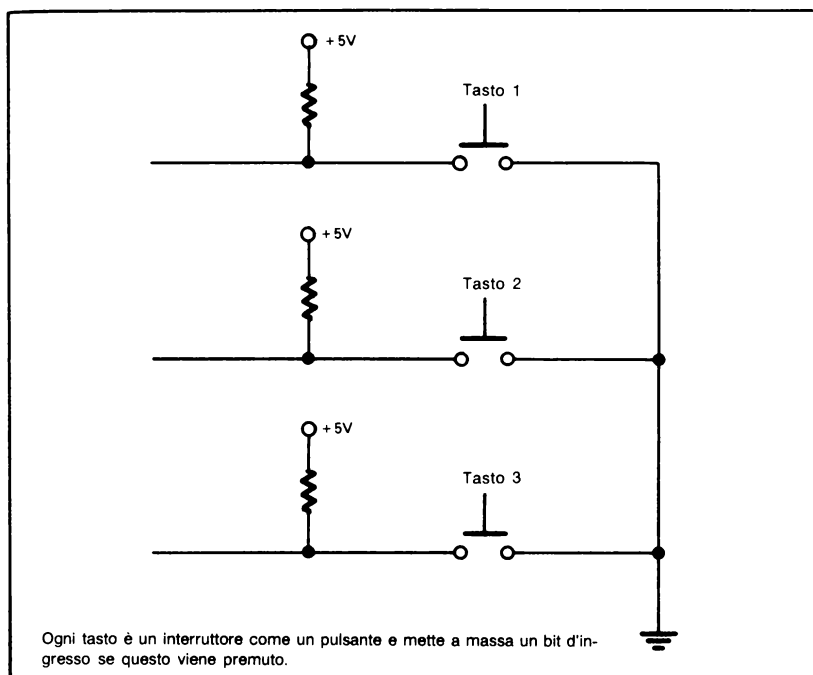 +5V
Tasto 1
+5V
Tasto 2
+5V
Tasto 3
Ogni tasto è un interruttore come un pulsante e mette a massa un bit d'in-
gresso se questo viene premuto.